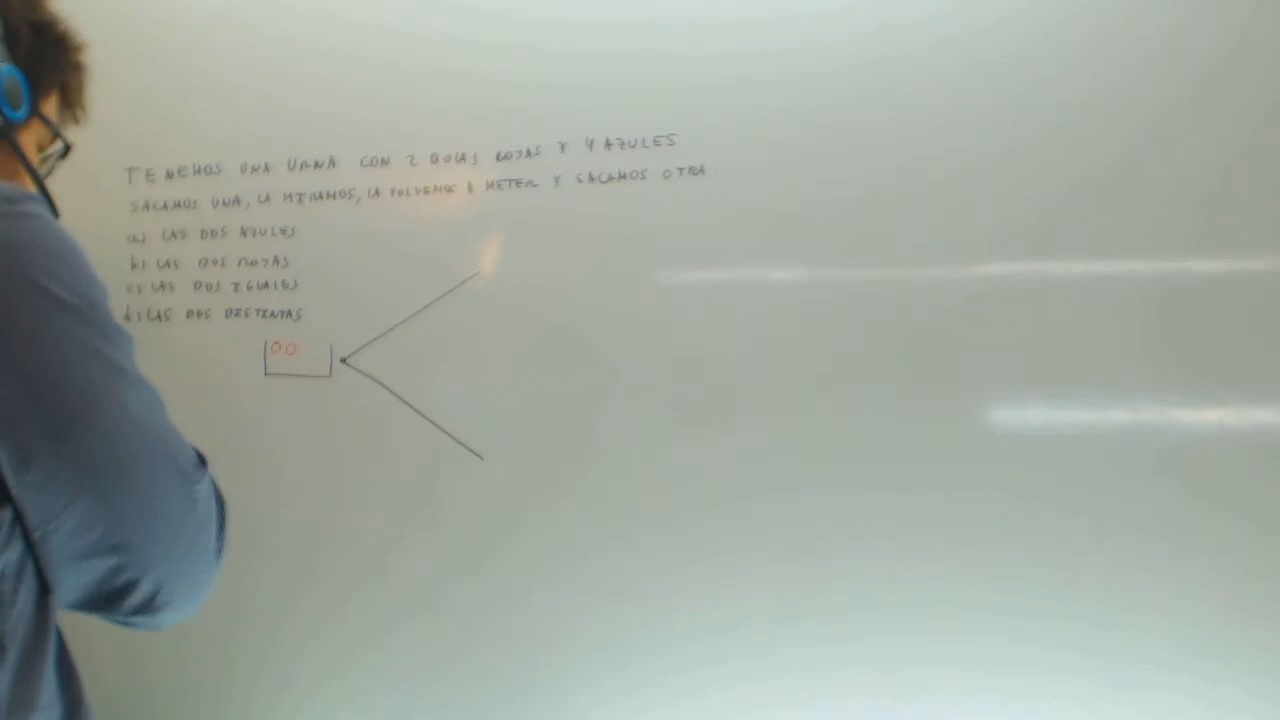 TENEMOS UNA URNA CON 2 BOLAS ROJAS Y 4 AZULES
SACAMOS UNA, LA MIRAMOS, LA VOLVEMOS A METER Y SACAMOS OTRA
a) LAS DOS AZULES
b) LAS DOS ROJAS
c) LAS DOS IGUALES
d) LAS DOS DISTINTAS